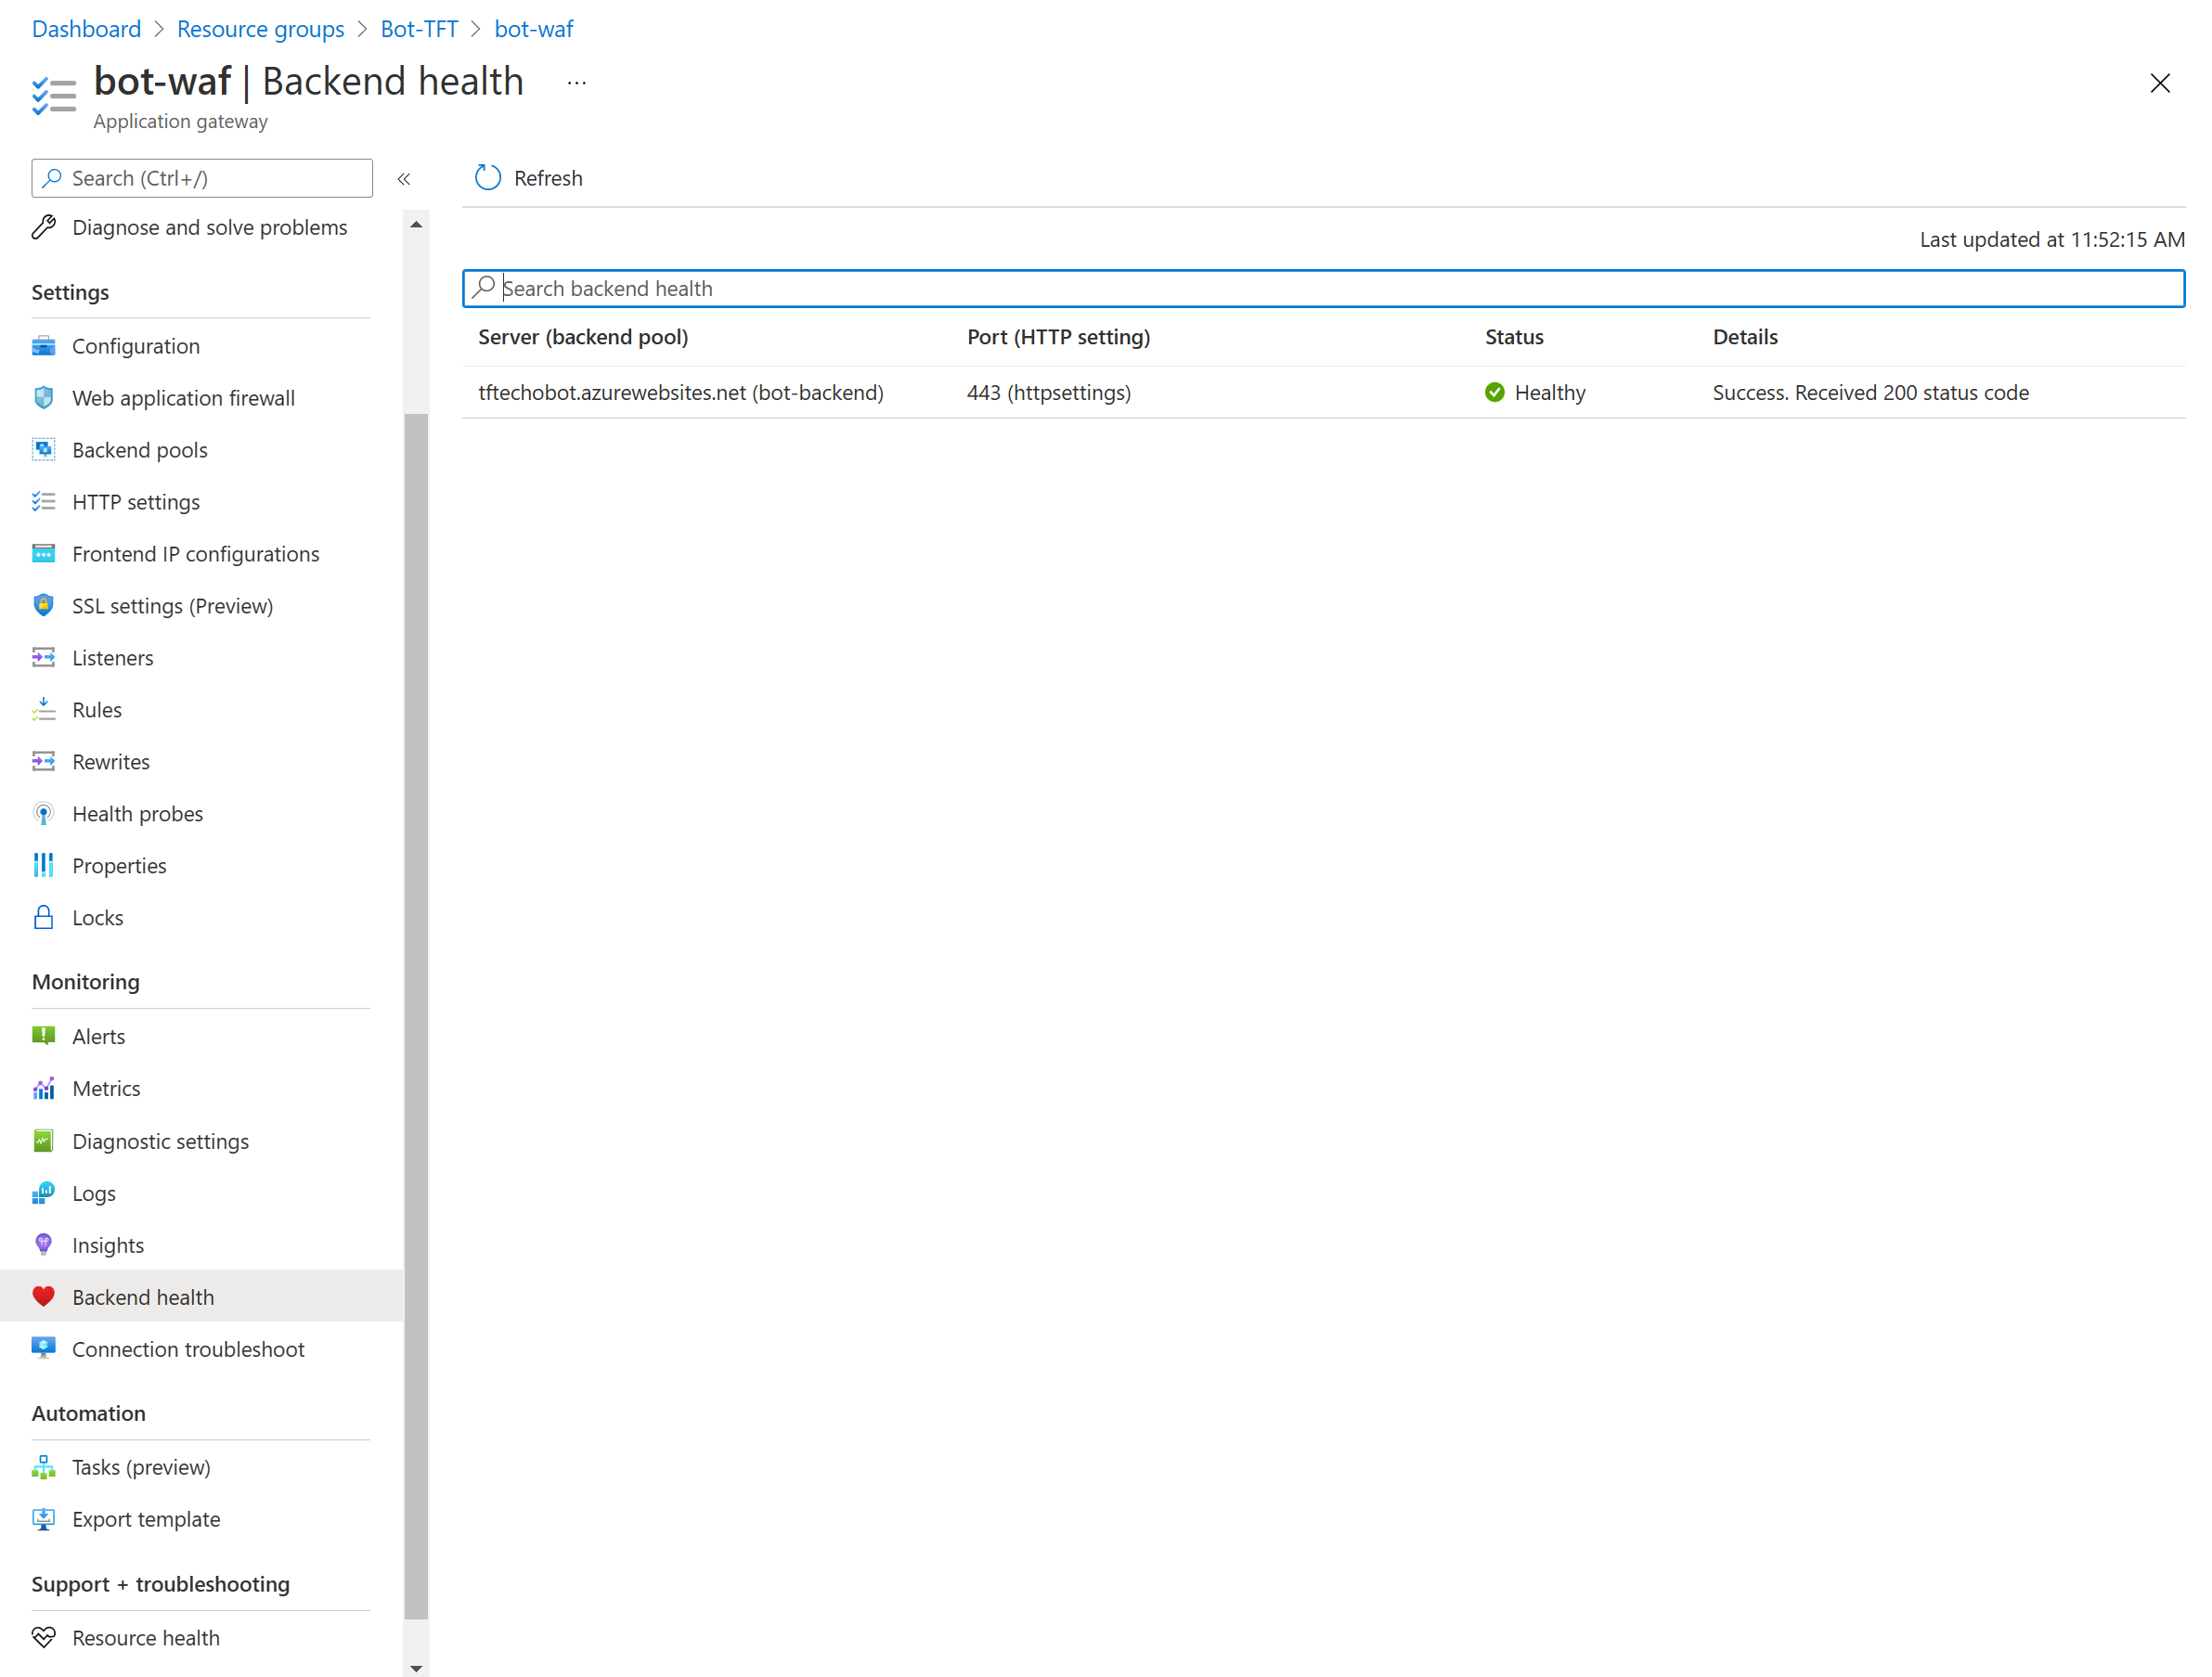 Dashboard > Resource groups > Bot-TFT > bot-waf
bot-waf | Backend health ...
Application gateway
Search (Ctrl+/)
«
Refresh
Diagnose and solve problems
Settings
Configuration
Web application firewall
Backend pools
HTTP settings
Frontend IP configurations
SSL settings (Preview)
Listeners
Rules
Rewrites
Health probes
Properties
Locks
Monitoring
Alerts
Metrics
Diagnostic settings
Logs
Insights
Backend health
Connection troubleshoot
Automation
Tasks (preview)
Export template
Support + troubleshooting
Resource health
Last updated at 11:52:15 AM
Search backend health
Server (backend pool) Port (HTTP setting) Status Details
tftechobot.azurewebsites.net (bot-backend) 443 (httpsettings) Healthy Success. Received 200 status code